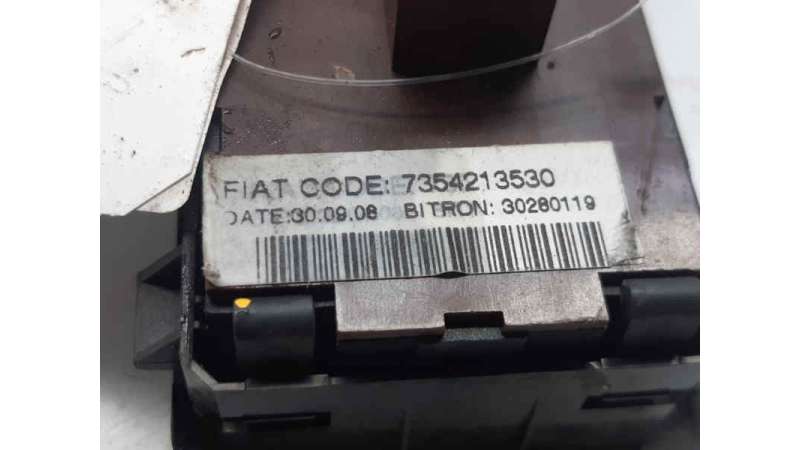 FIAT CODE: 7354213530
DATE:30.09.08 BITRON: 30280119